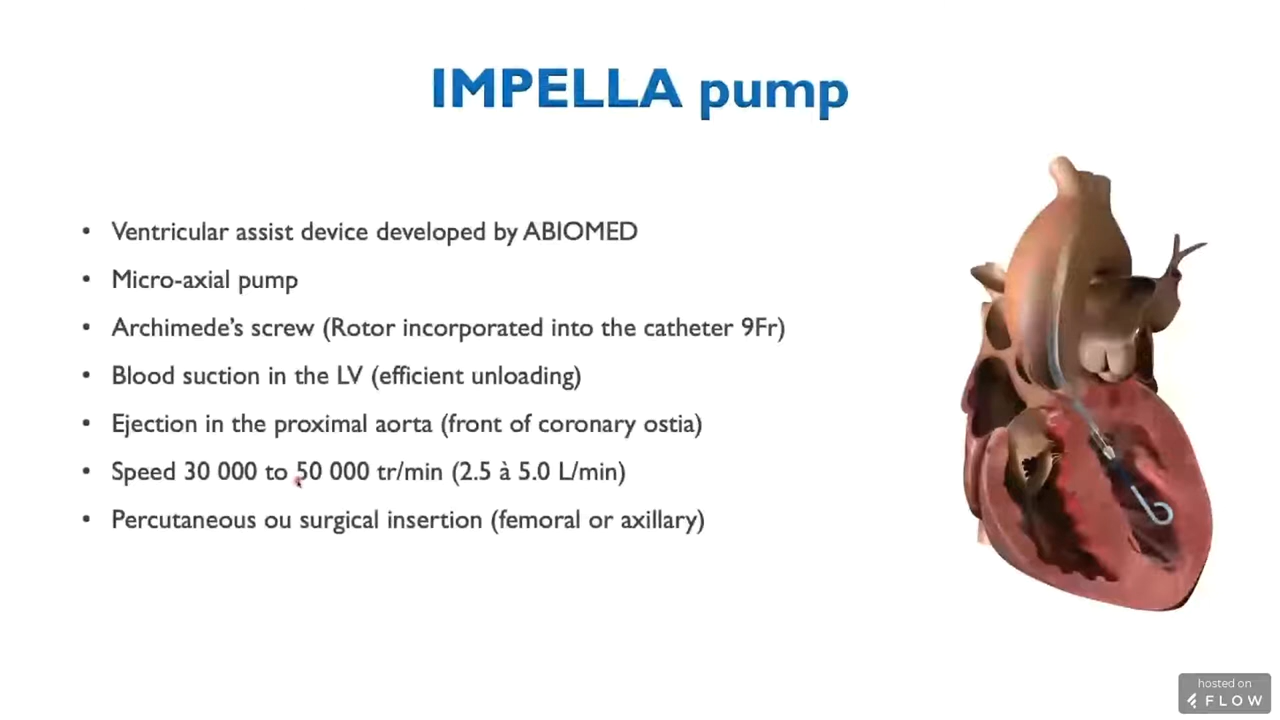 IMPELLA pump
• Ventricular assist device developed by ABIOMED
• Micro-axial pump
• Archimede's screw (Rotor incorporated into the catheter 9Fr)
• Blood suction in the LV (efficient unloading)
• Ejection in the proximal aorta (front of coronary ostia)
• Speed 30 000 to 50 000 tr/min (2.5 à 5.0 L/min)
• Percutaneous ou surgical insertion (femoral or axillary)
hosted on
FLOW